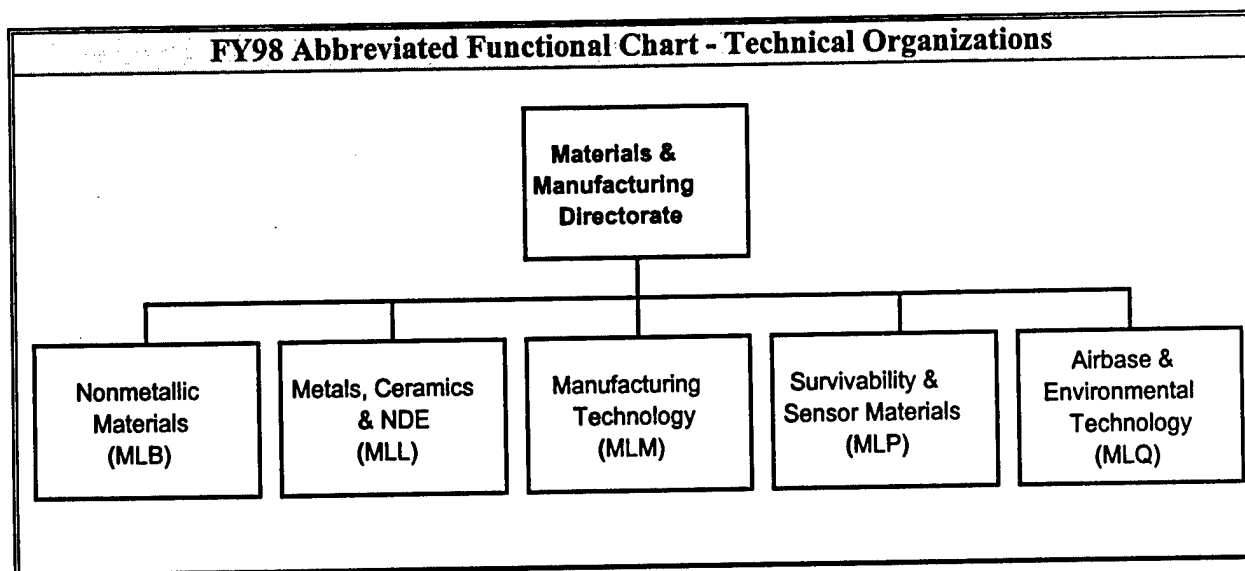 FY98 Abbreviated Functional Chart - Technical Organizations
Materials &
Manufacturing
Directorate
Nonmetallic
Materials
(MLB)
Metals, Ceramics
& NDE
(MLL)
Manufacturing
Technology
(MLM)
Survivability &
Sensor Materials
(MLP)
Airbase &
Environmental
Technology
(MLQ)